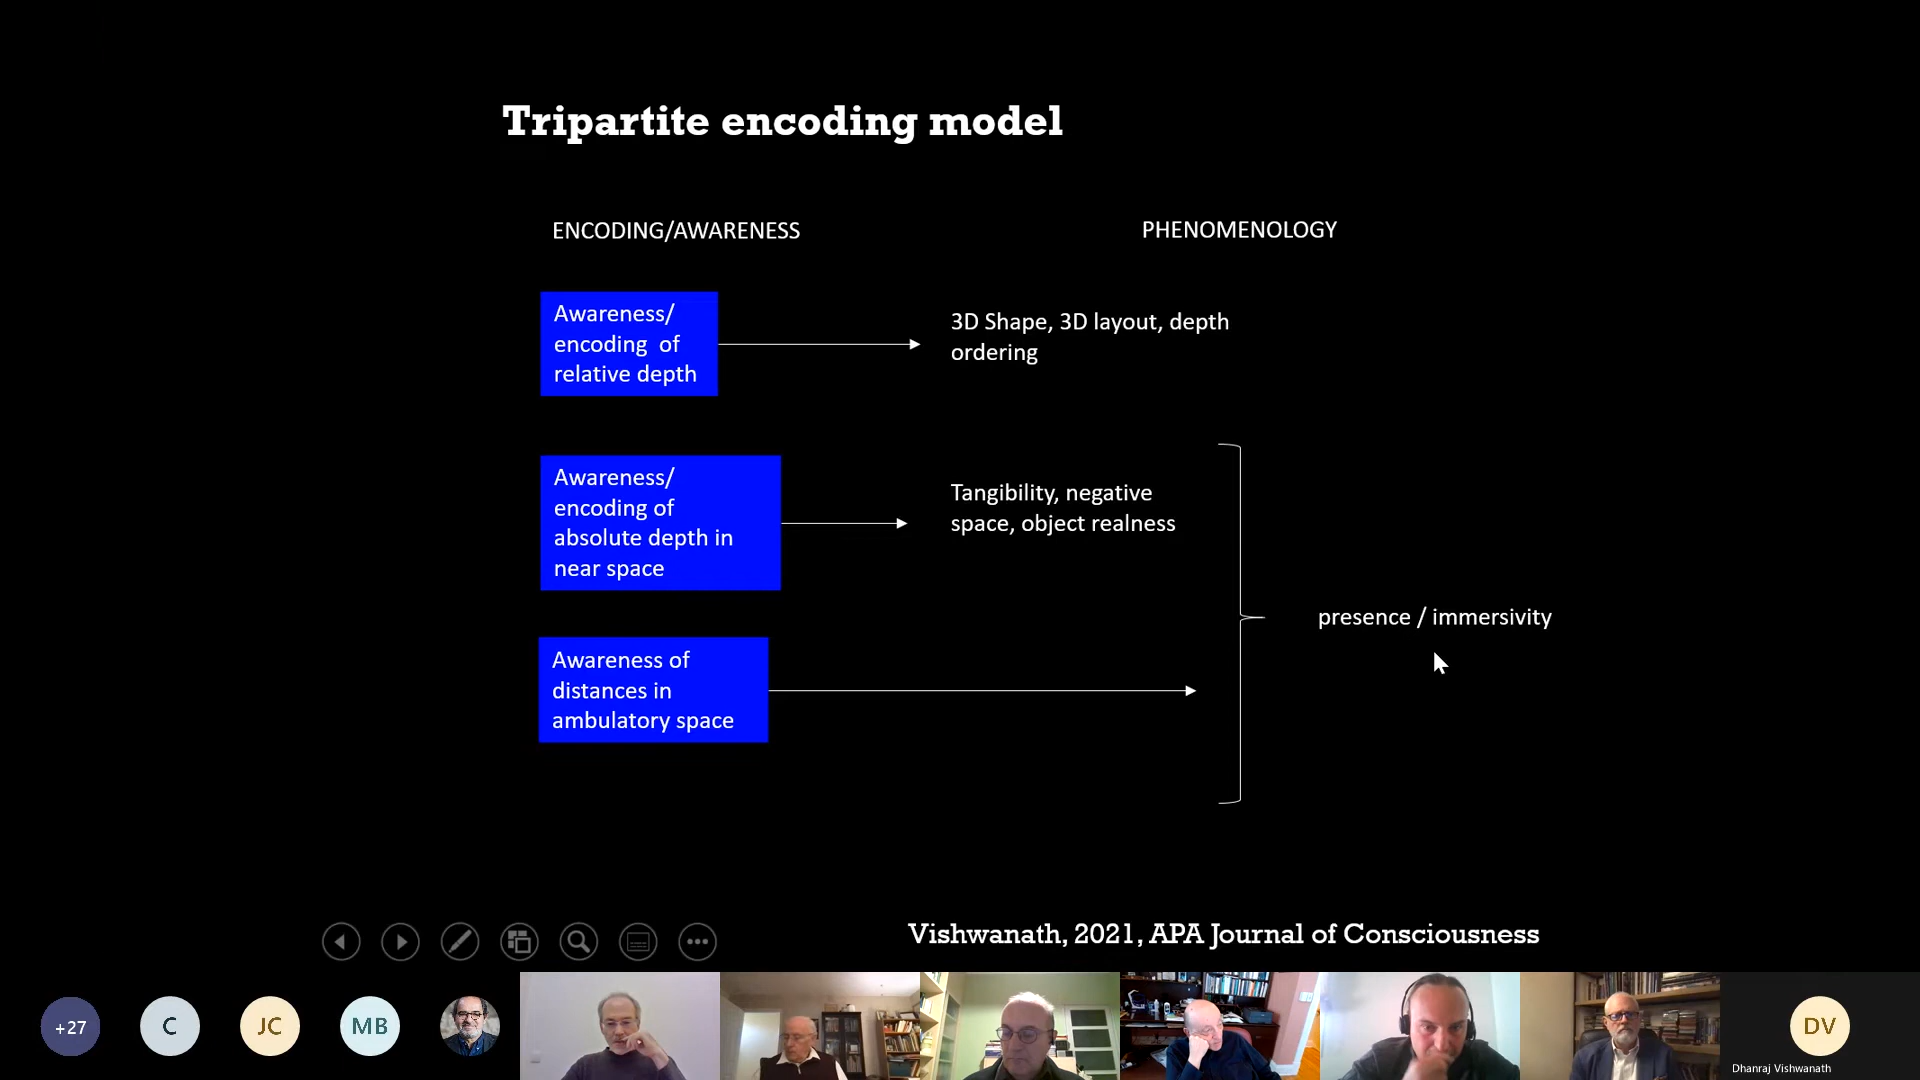 Tripartite encoding model
ENCODING/AWARENESS
PHENOMENOLOGY
Awareness/
encoding of
relative depth
3D Shape, 3D layout, depth
ordering
Awareness/
encoding of
absolute depth in
near space
Tangibility, negative
space, object realness
Awareness of
distances in
ambulatory space
presence / immersivity
Vishwanath, 2021, APA Journal of Consciousness
+27
C
JC
MB
DV
Dhanraj Vishwanath